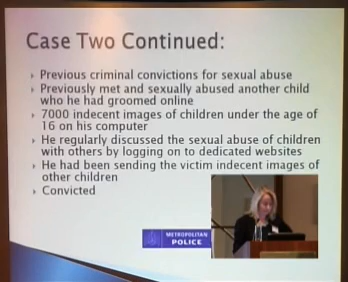 Case Two Continued:
Previous criminal convictions for sexual abuse
Previously met and sexually abused another child
who he had groomed online
7000 indecent images of children under the age of
16 on his computer
He regularly discussed the sexual abuse of children
with others by logging on to dedicated websites
He had been sending the victim indecent images of
other children
Convicted
METROPOLITAN
POLICE